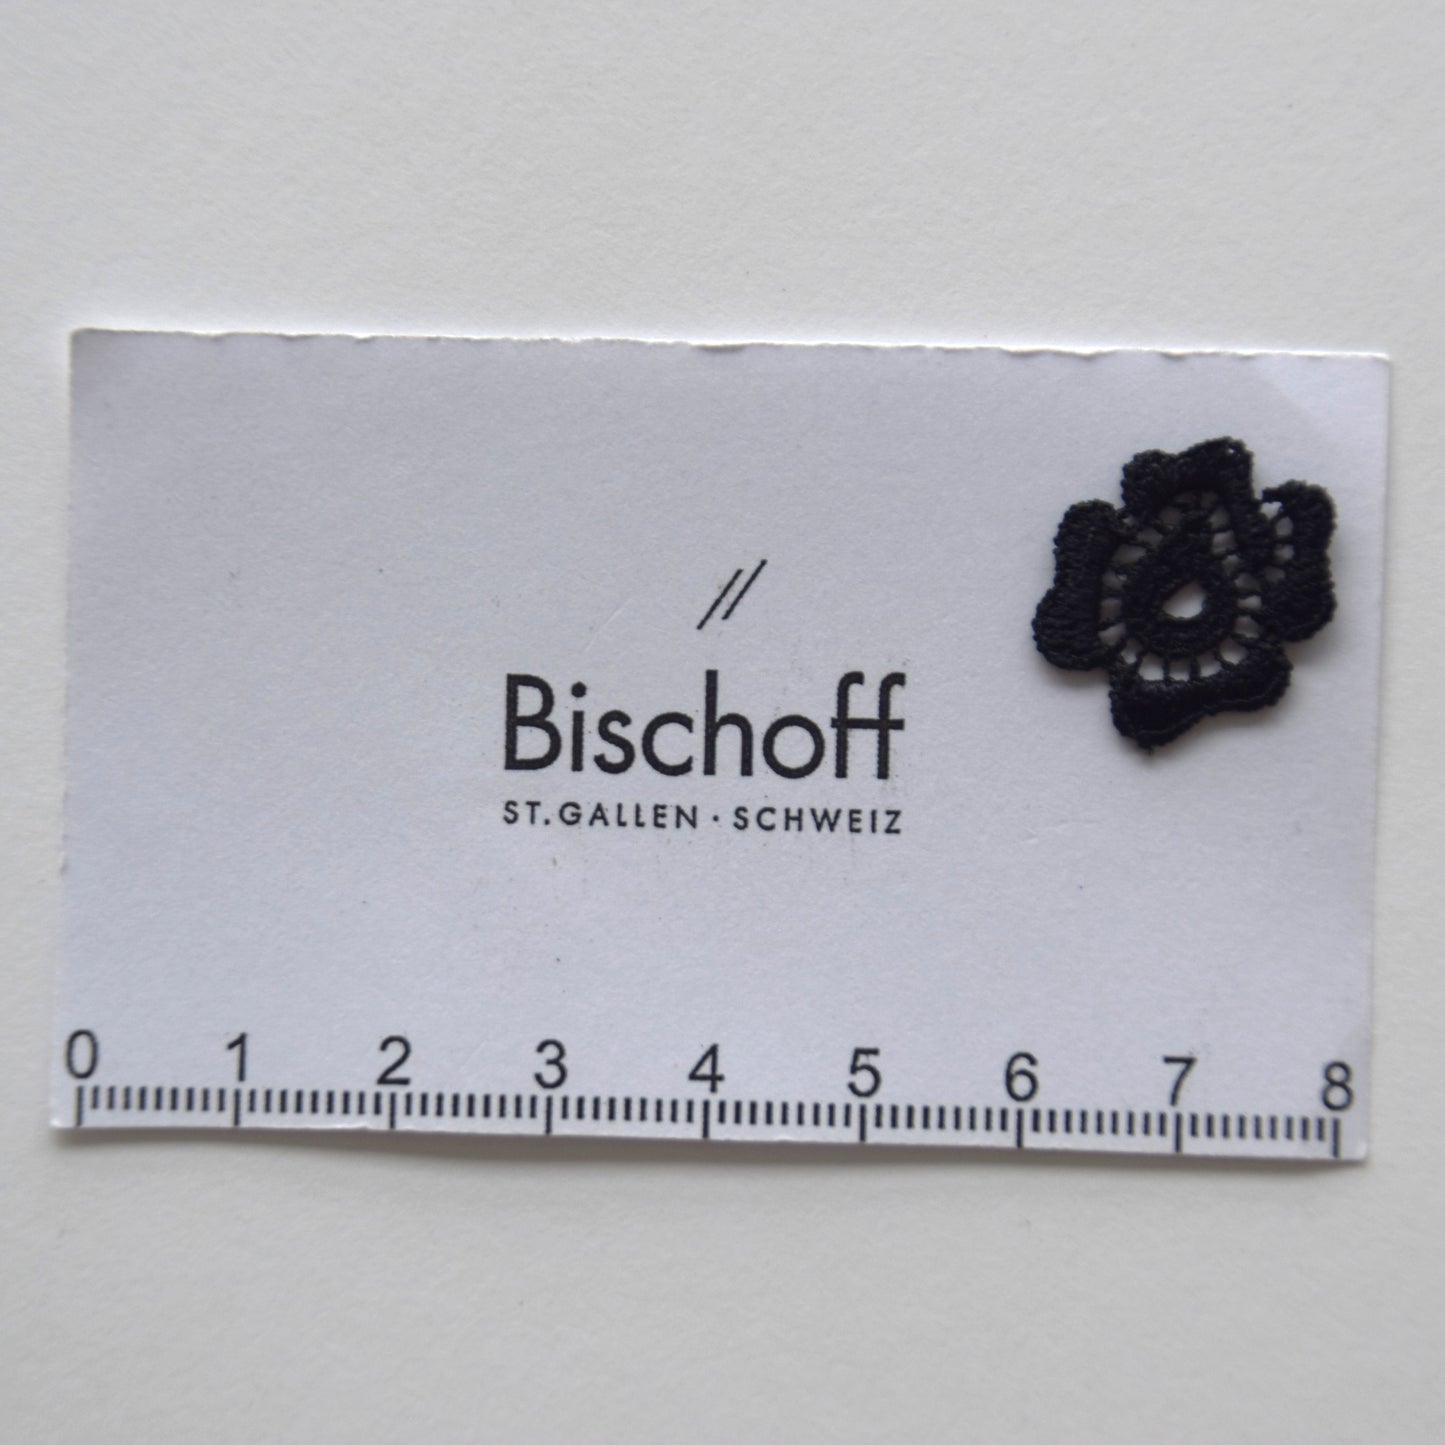 Bischoff
ST. GALLEN · SCHWEIZ
0 1 2 3 4 5 6 7 8